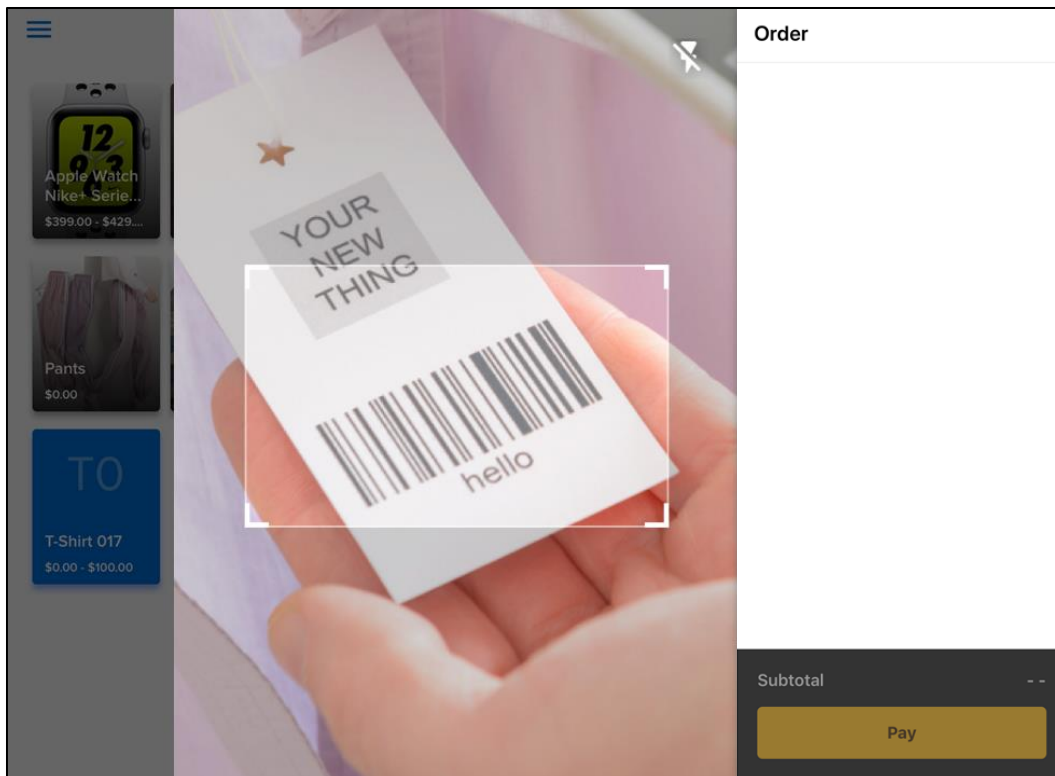 Order
12
Apple Watch
Nike+ Serie...
$399.00 - $429....
Pants
$0.00
TO
T-Shirt 017
$0.00 - $100.00
YOUR
NEW
THING
hello
Subtotal
- -
Pay